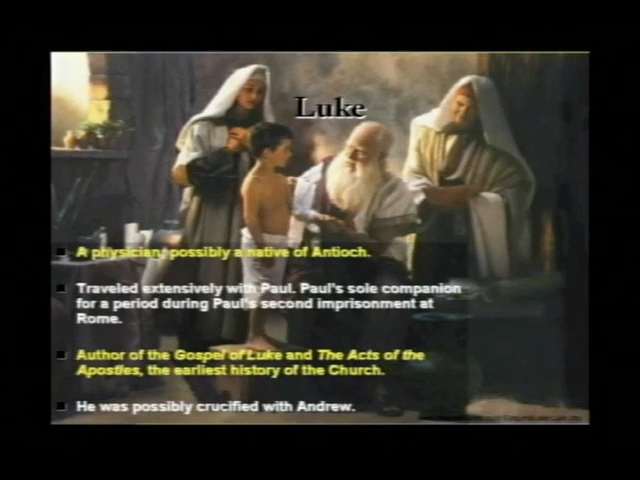 Luke
A physician, possibly a native of Antioch.
Traveled extensively with Paul. Paul's sole companion
for a period during Paul's second imprisonment at
Rome.
Author of the Gospel of Luke and The Acts of the
Apostles, the earliest history of the Church.
He was possibly crucified with Andrew.